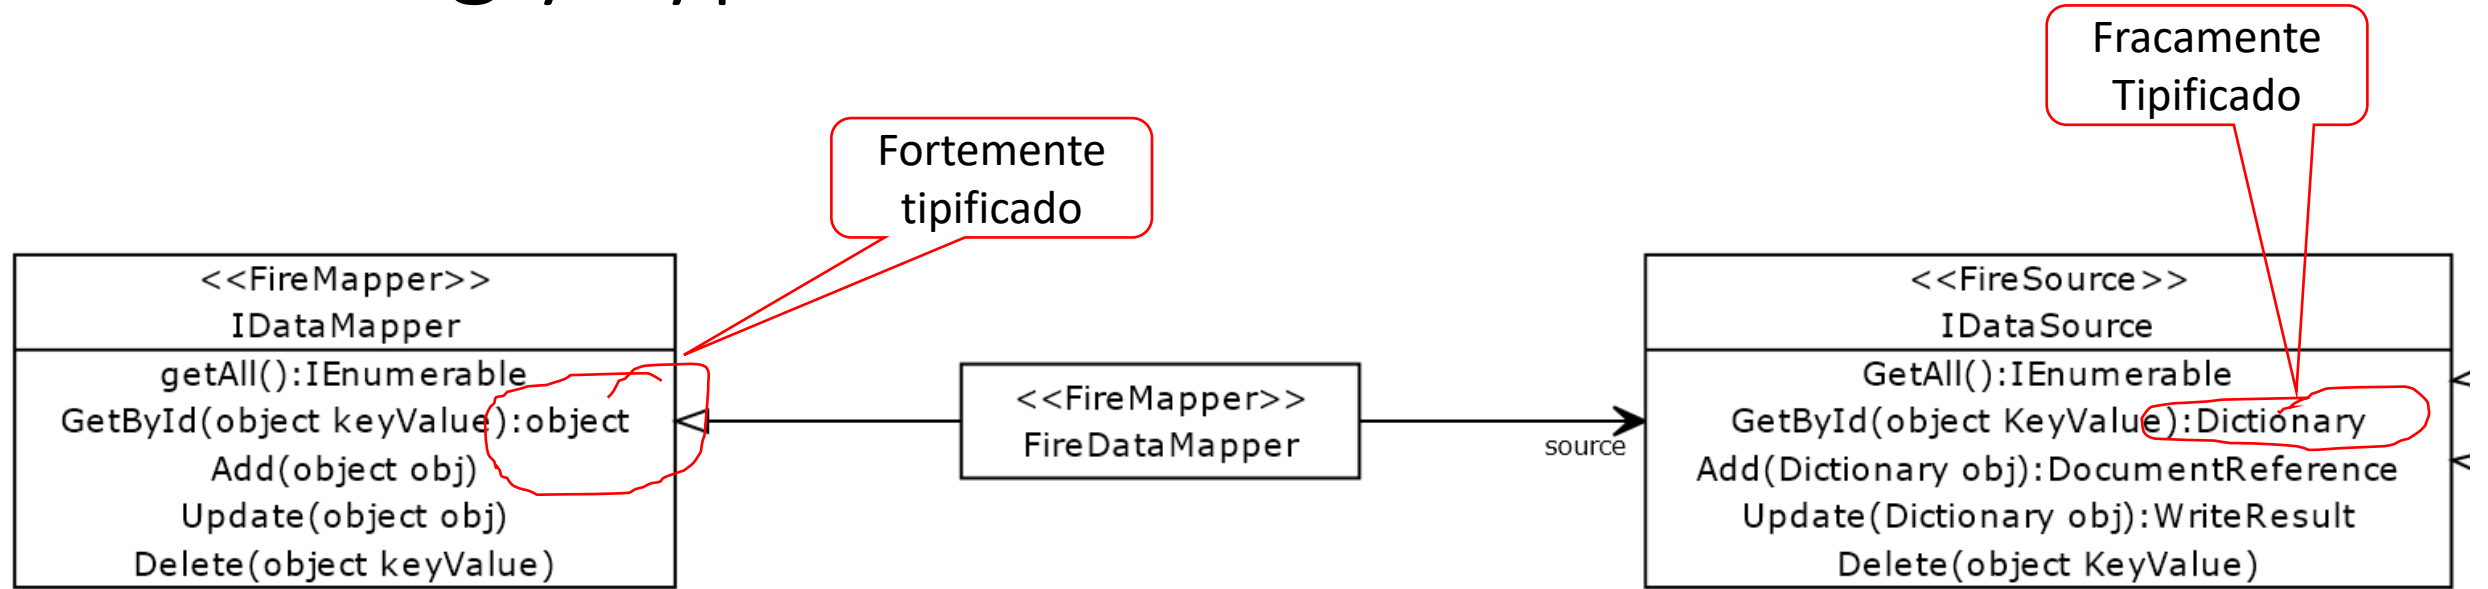 Fracamente
Tipificado
Fortemente
tipificado
<<FireMapper>>
IDataMapper
getAll():IEnumerable
GetById(object keyValue):object
Add(object obj)
Update(object obj)
Delete(object keyValue)
<<FireMapper>>
FireDataMapper
source
<<FireSource>>
IDataSource
GetAll():IEnumerable
GetById(object KeyValue):Dictionary
Add(Dictionary obj):DocumentReference
Update(Dictionary obj):WriteResult
Delete(object KeyValue)